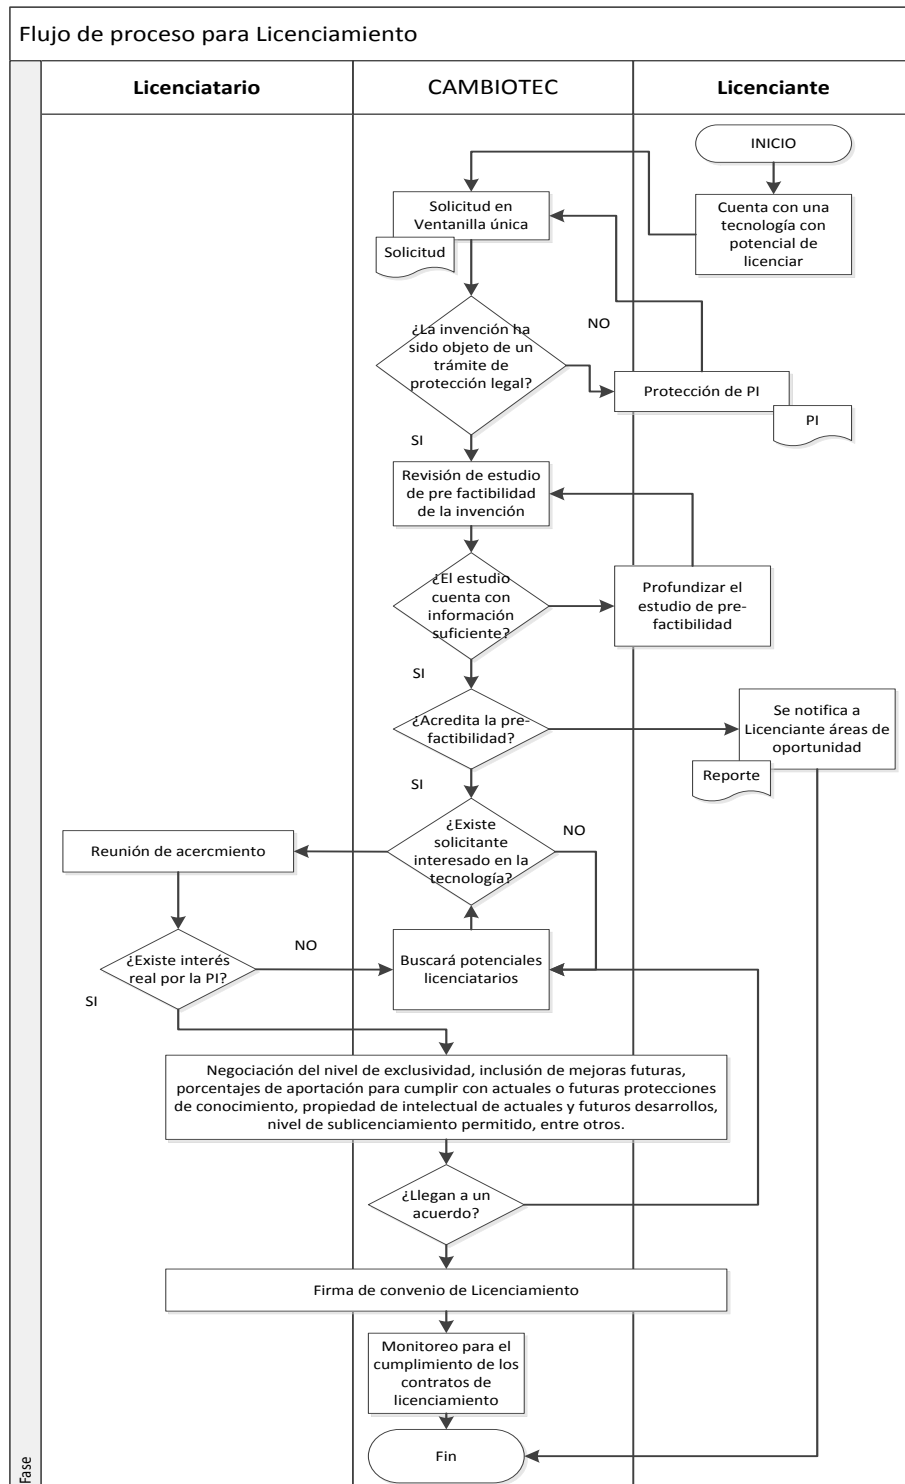 Flujo de proceso para Licenciamiento
Licenciatario
CAMBIOTEC
Licenciante
INICIO
Solicitud en
Ventanilla única
Solicitud
Cuenta con una
tecnología con
potencial de
licenciar
¿La invención ha
sido objeto de un
trámite de
protección legal?
NO
Protección de PI
PI
SI
Revisión de estudio
de pre factibilidad
de la invención
¿El estudio
cuenta con
información
suficiente?
Profundizar el
estudio de pre-
factibilidad
SI
¿Acredita la pre-
factibilidad?
Se notifica a
Licenciante áreas de
oportunidad
Reporte
SI
¿Existe
solicitante
interesado en la
tecnología?
NO
Reunión de acercmiento
¿Existe interés
real por la PI?
NO
SI
Buscará potenciales
licenciatarios
Negociación del nivel de exclusividad, inclusión de mejoras futuras,
porcentajes de aportación para cumplir con actuales o futuras protecciones
de conocimiento, propiedad de intelectual de actuales y futuros desarrollos,
nivel de sublicenciamiento permitido, entre otros.
¿Llegan a un
acuerdo?
Firma de convenio de Licenciamiento
Monitoreo para el
cumplimiento de los
contratos de
licenciamiento
Fin
Fase